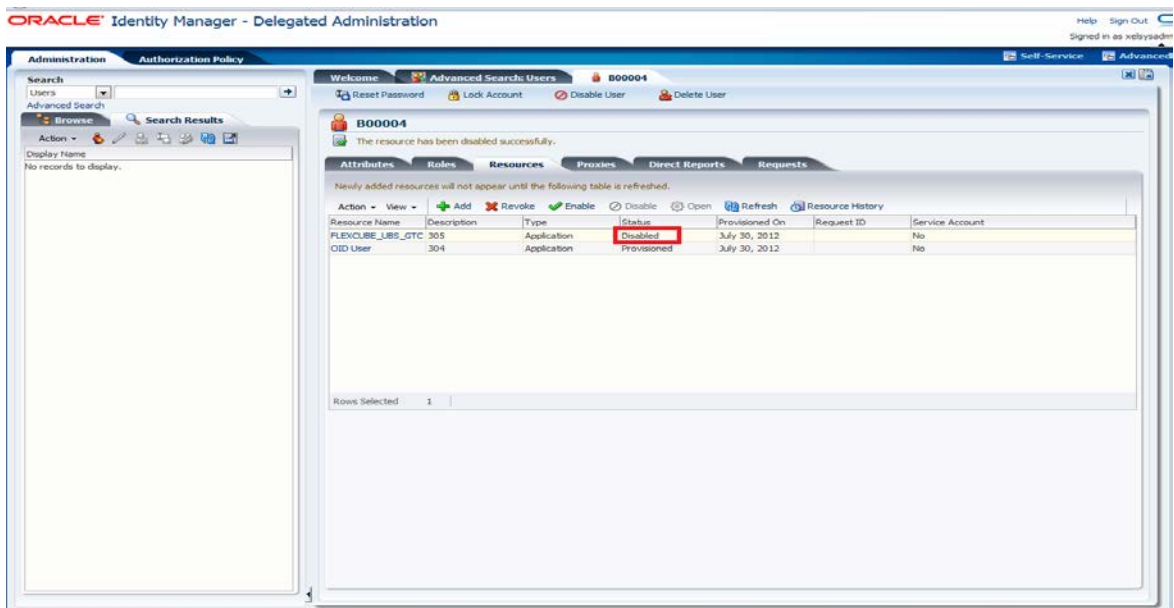 ORACLE Identity Manager - Delegated Administration
Help Sign Out
Signed in as xelsysadm
Administration Authorization Policy
Self-Service Advanced
Search
Users
Advanced Search
Browse Search Results
Action
Display Name
No records to display.
Welcome Advanced Search: Users B00004
Reset Password Lock Account Disable User Delete User
B00004
The resource has been disabled successfully.
Attributes Roles Resources Proxies Direct Reports Requests
Newly added resources will not appear until the following table is refreshed.
Action View Add Revoke Enable Disable Open Refresh Resource History
Resource Name Description Type Status Provisioned On Request ID Service Account
FLEXCUBE_UBS_GTC 305 Application Disabled July 30, 2012 No
OID User 304 Application Provisioned July 30, 2012 No
Rows Selected 1